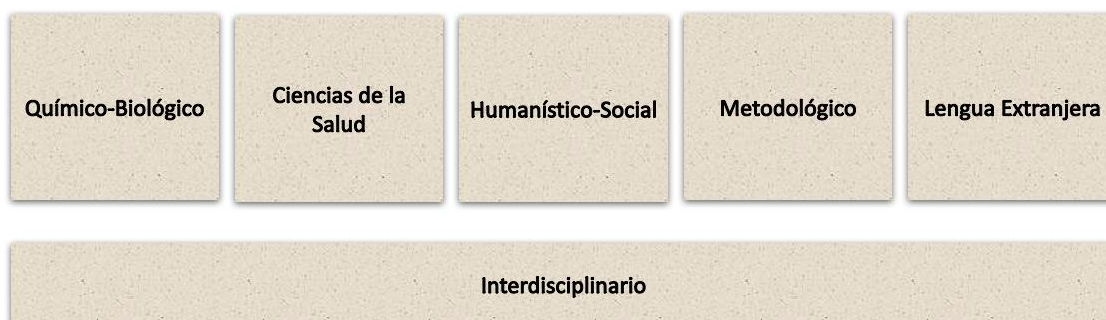 Químico-Biológico
Ciencias de la
Salud
Humanístico-Social
Metodológico
Lengua Extranjera
Interdisciplinario